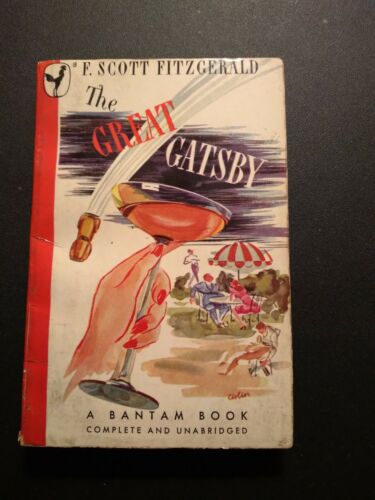 F. SCOTT FITZGERALD
The
GREAT
GATSBY
A BANTAM BOOK
COMPLETE AND UNABRIDGED